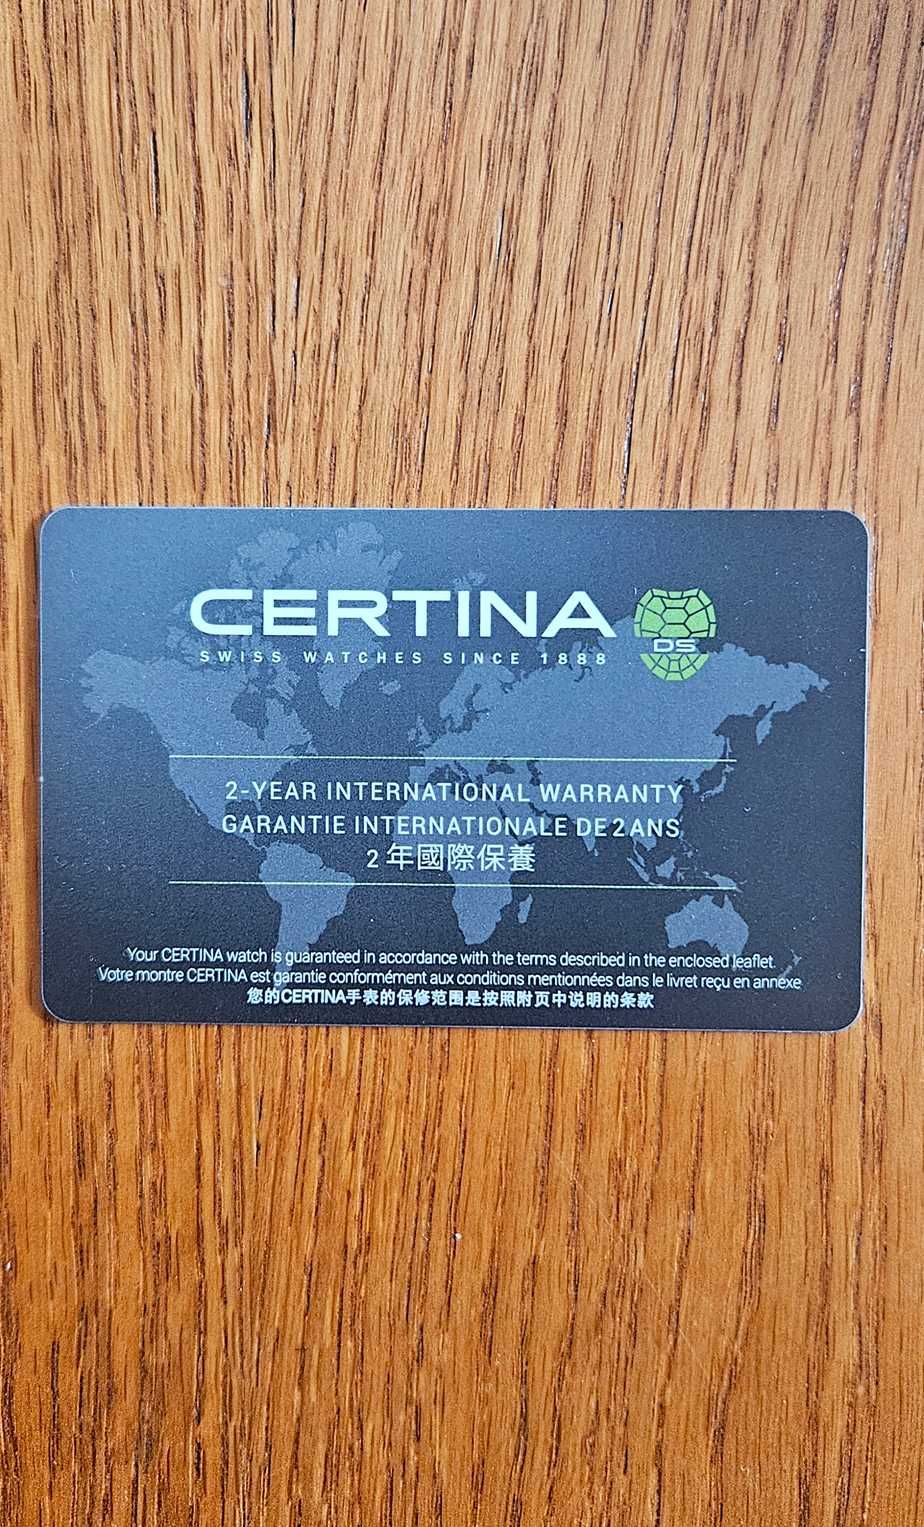 CERTINA
DS
SWISS WATCHES SINCE 1888
2-YEAR INTERNATIONAL WARRANTY
GARANTIE INTERNATIONALE DE 2 ANS
2 年國際保養
Your CERTINA watch is guaranteed in accordance with the terms described in the enclosed leaflet.
Votre montre CERTINA est garantie conformément aux conditions mentionnées dans le livret reçu en annexe
您的CERTINA手表的保修范围是按照附页中说明的条款